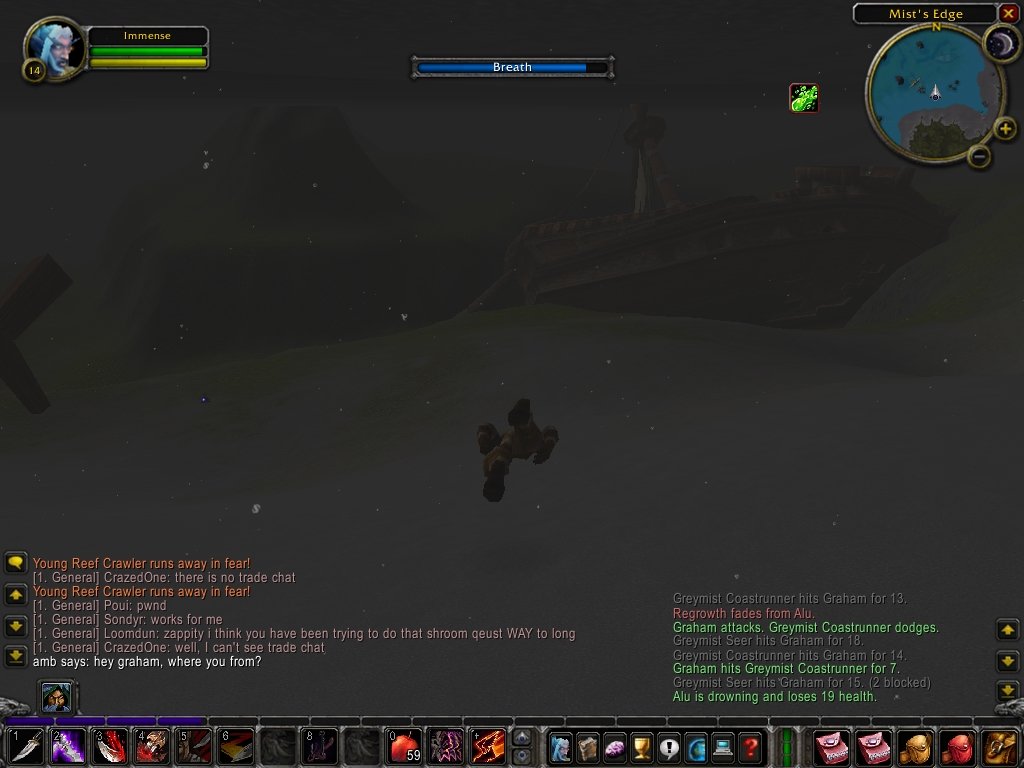 Immense
14
Breath
Mist's Edge
N
Young Reef Crawler runs away in fear!
[1. General] CrazedOne: there is no trade chat
Young Reef Crawler runs away in fear!
[1. General] Poui: pwnd
[1. General] Sondyr: works for me
[1. General] Loomdun: zappity i think you have been trying to do that shroom qeust WAY to long
[1. General] CrazedOne: well, I can't see trade chat
amb says: hey graham, where you from?
Greymist Coastrunner hits Graham for 13.
Regrowth fades from Alu.
Graham attacks. Greymist Coastrunner dodges.
Greymist Seer hits Graham for 18.
Greymist Coastrunner hits Graham for 14.
Graham hits Greymist Coastrunner for 7.
Greymist Seer hits Graham for 15. (2 blocked)
Alu is drowning and loses 19 health.
1 2 3 4 5 6 8 0 59